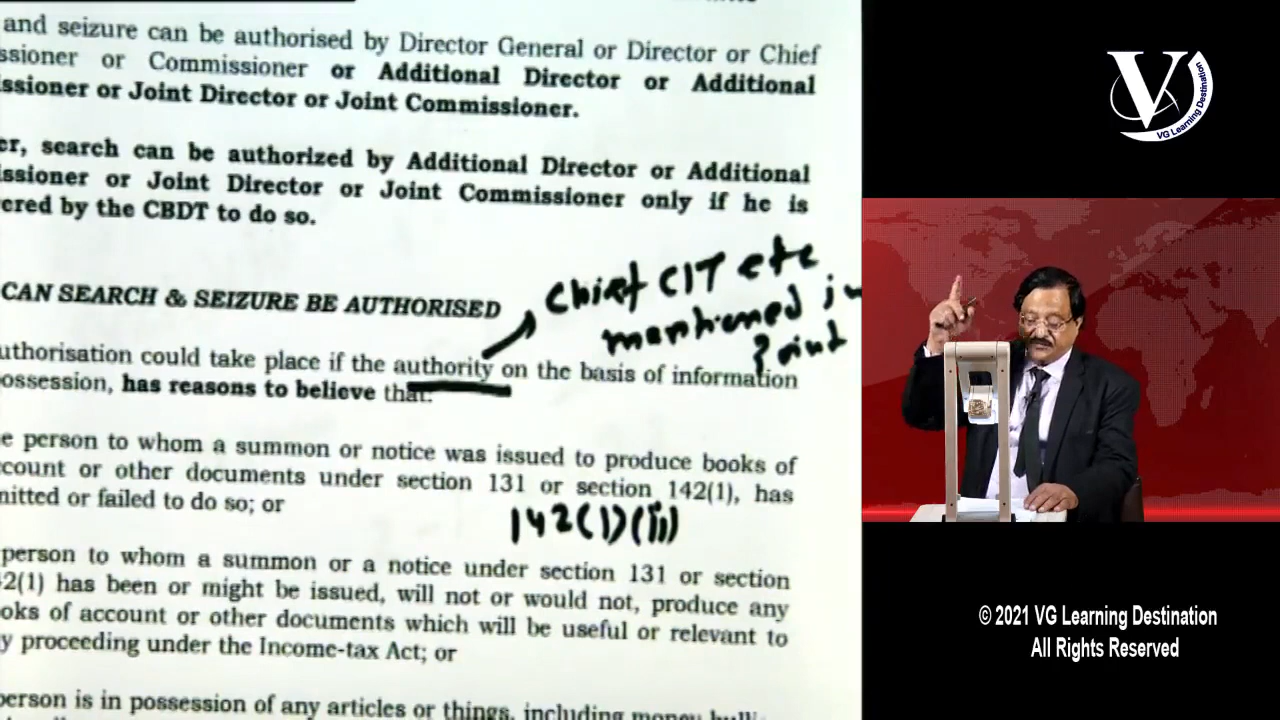 and seizure can be authorised by Director General or Director or Chief
ssioner or Commissioner or Additional Director or Additional
ssioner or Joint Director or Joint Commissioner.
er, search can be authorized by Additional Director or Additional
issioner or Joint Director or Joint Commissioner only if he is
ered by the CBDT to do so.
Chief CIT etc
mentioned in
Point
CAN SEARCH & SEIZURE BE AUTHORISED
uthorisation could take place if the authority on the basis of information
ossession, has reasons to believe that:
e person to whom a summon or notice was issued to produce books of
ccount or other documents under section 131 or section 142(1), has
mitted or failed to do so; or
142(1)(ii)
person to whom a summon or a notice under section 131 or section
2(1) has been or might be issued, will not or would not, produce any
oks of account or other documents which will be useful or relevant to
y proceeding under the Income-tax Act; or
person is in possession of any articles or things, including money
V
VG Learning Destination
© 2021 VG Learning Destination
All Rights Reserved